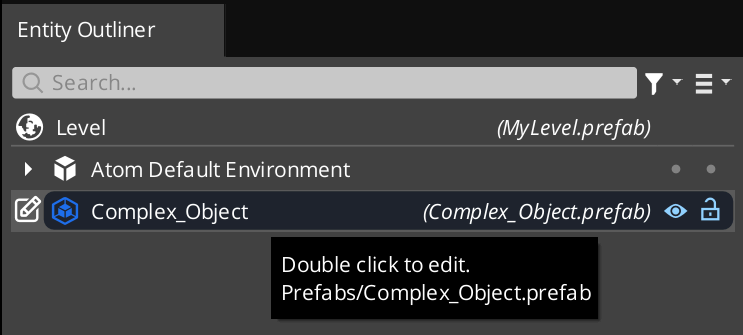 Entity Outliner
Search...
Level (MyLevel.prefab)
Atom Default Environment
Complex_Object (Complex_Object.prefab)
Double click to edit.
Prefabs/Complex_Object.prefab